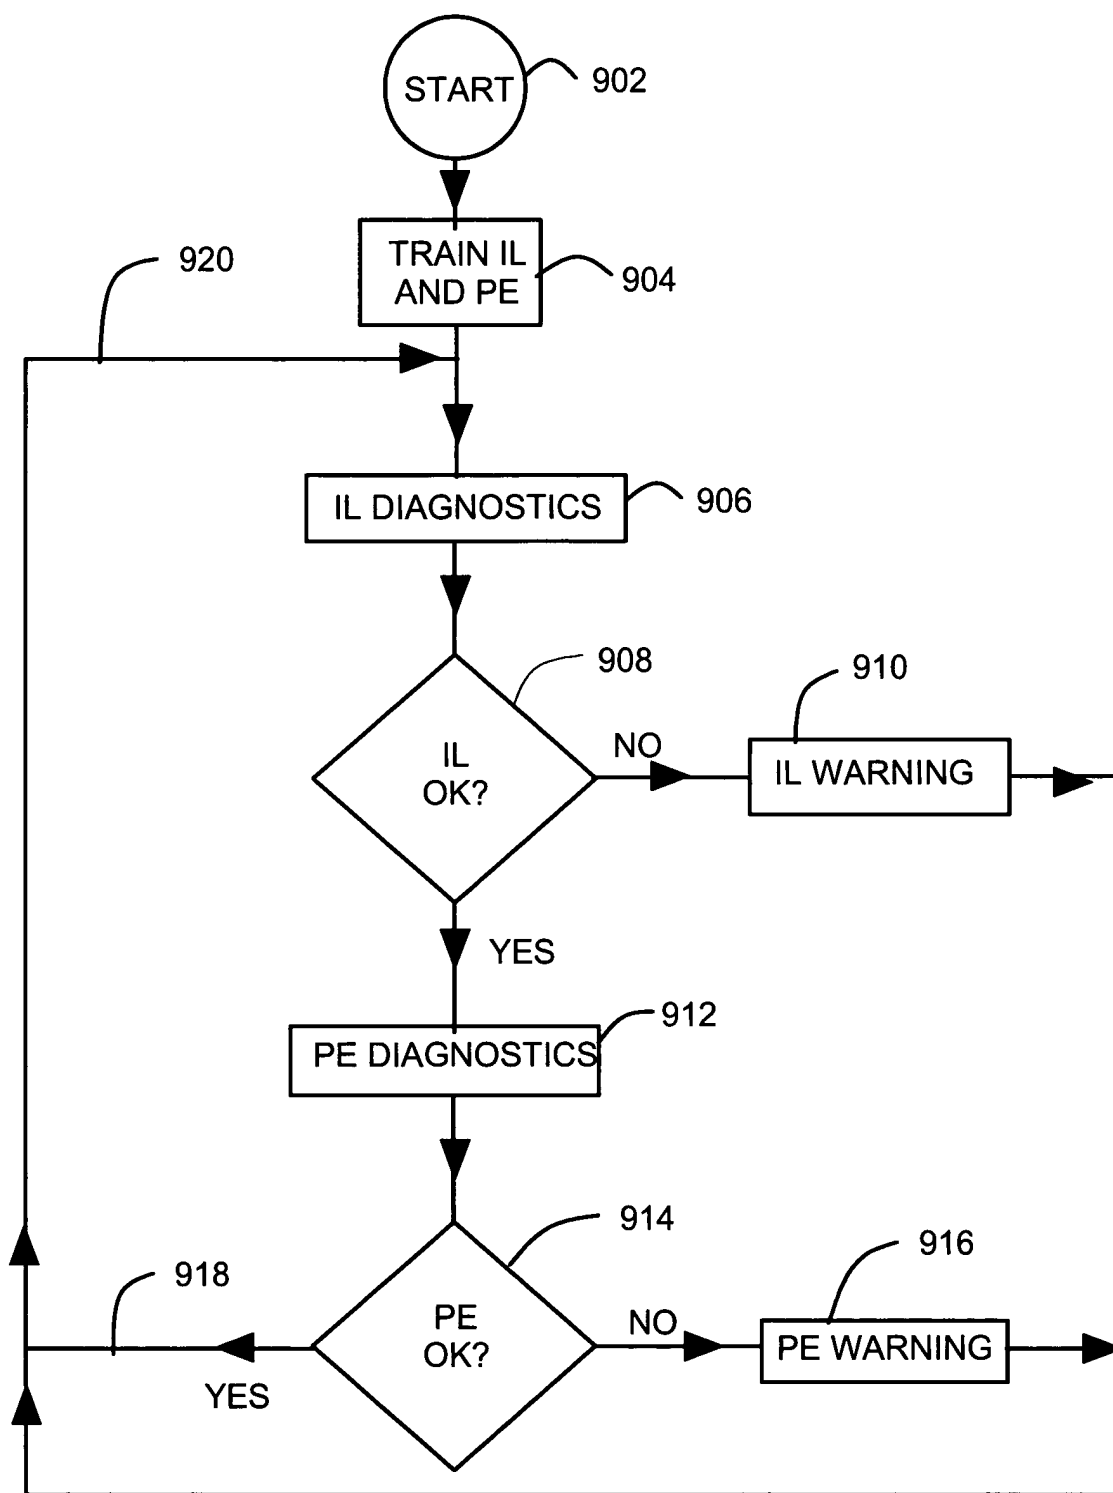 START
902
TRAIN IL
AND PE
904
920
IL DIAGNOSTICS
906
908
IL
OK?
NO
910
IL WARNING
YES
912
PE DIAGNOSTICS
914
PE
OK?
NO
916
PE WARNING
918
YES